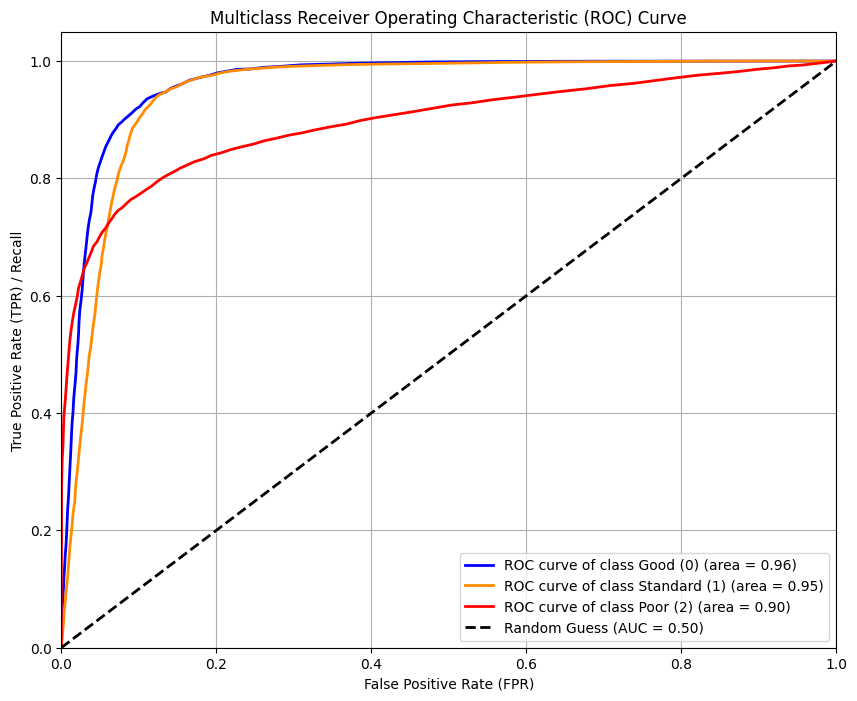 Multiclass Receiver Operating Characteristic (ROC) Curve
True Positive Rate (TPR) / Recall
1.0
0.8
0.6
0.4
0.2
0.0
ROC curve of class Good (0) (area = 0.96)
ROC curve of class Standard (1) (area = 0.95)
ROC curve of class Poor (2) (area = 0.90)
Random Guess (AUC = 0.50)
0.0 0.2 0.4 0.6 0.8 1.0
False Positive Rate (FPR)